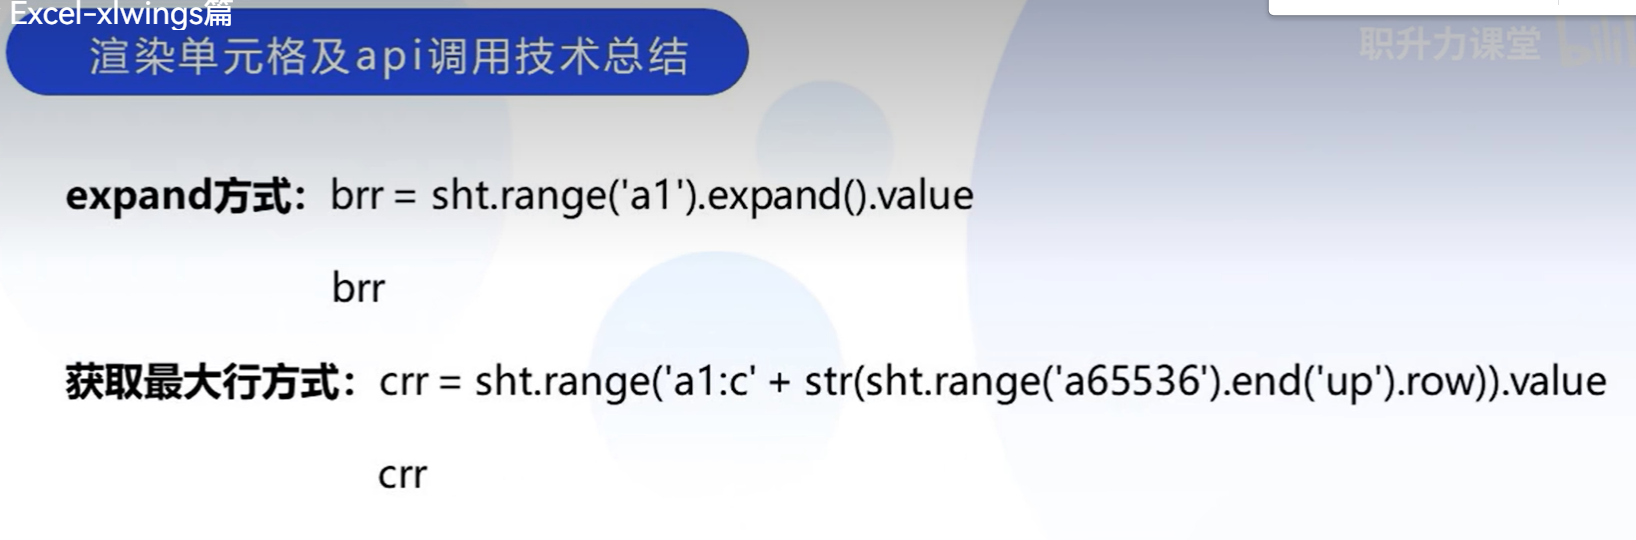 Excel-xlwings篇
渲染单元格及api调用技术总结
职升力课堂 bili
expand方式：brr = sht.range('a1').expand().value
brr
获取最大行方式：crr = sht.range('a1:c' + str(sht.range('a65536').end('up').row)).value
crr